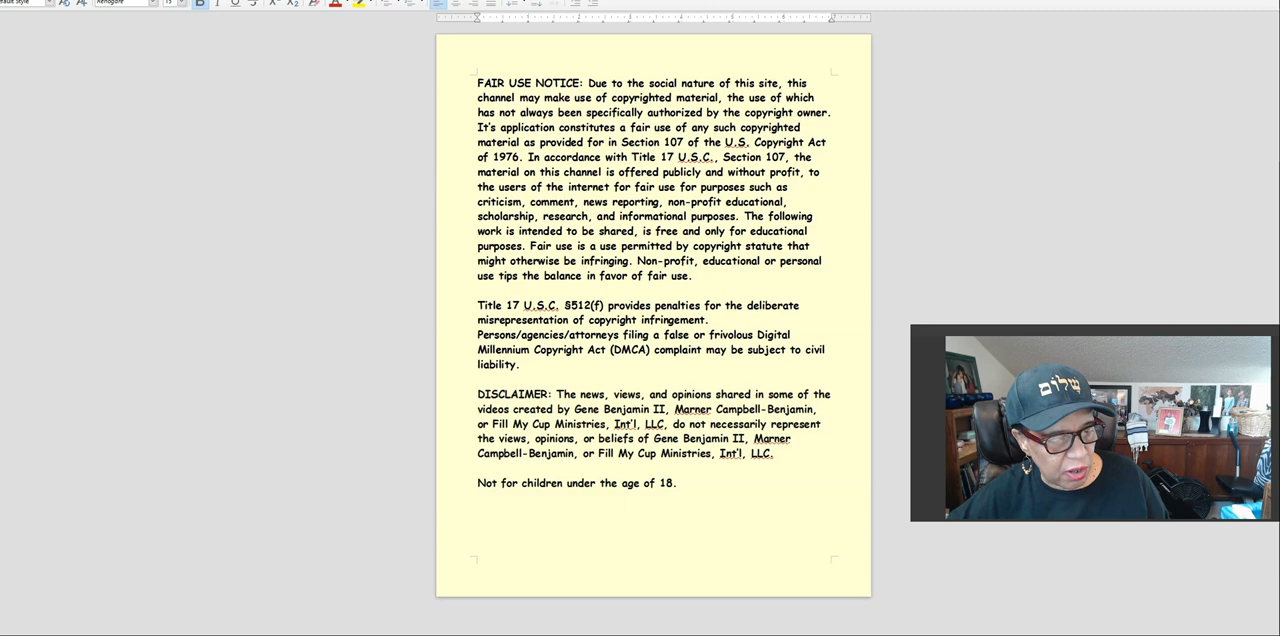 FAIR USE NOTICE: Due to the social nature of this site, this
channel may make use of copyrighted material, the use of which
has not always been specifically authorized by the copyright owner.
It's application constitutes a fair use of any such copyrighted
material as provided for in Section 107 of the U.S. Copyright Act
of 1976. In accordance with Title 17 U.S.C., Section 107, the
material on this channel is offered publicly and without profit, to
the users of the internet for fair use for purposes such as
criticism, comment, news reporting, non-profit educational,
scholarship, research, and informational purposes. The following
work is intended to be shared, is free and only for educational
purposes. Fair use is a use permitted by copyright statute that
might otherwise be infringing. Non-profit, educational or personal
use tips the balance in favor of fair use.
Title 17 U.S.C. §512(f) provides penalties for the deliberate
misrepresentation of copyright infringement.
Persons/agencies/attorneys filing a false or frivolous Digital
Millennium Copyright Act (DMCA) complaint may be subject to civil
liability.
DISCLAIMER: The news, views, and opinions shared in some of the
videos created by Gene Benjamin II, Marner Campbell-Benjamin,
or Fill My Cup Ministries, Int'l, LLC, do not necessarily represent
the views, opinions, or beliefs of Gene Benjamin II, Marner
Campbell-Benjamin, or Fill My Cup Ministries, Int'l, LLC.
Not for children under the age of 18.
שלום